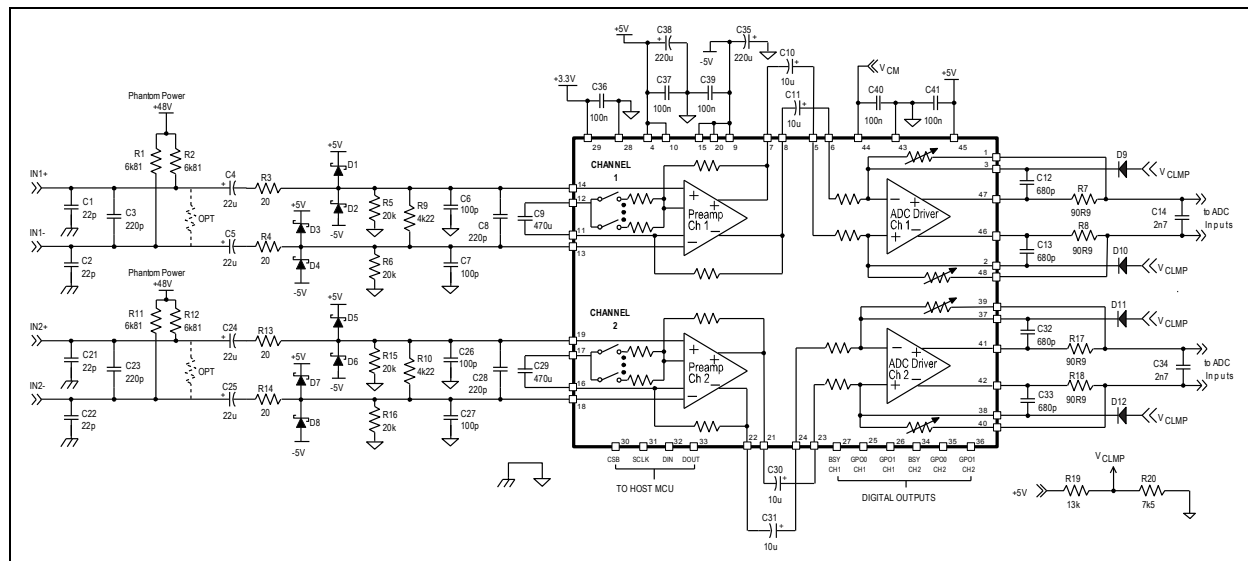 +5V
C38
220u
-5V
C35
220u
C10
10u
+3.3V
C36
100n
C37
100n
C39
100n
C11
10u
V CM
+5V
C40
100n
C41
100n
29
28
4
10
15
20
9
7
8
5
6
44
43
45
Phantom Power
+48V
R1
6k81
R2
6k81
IN1+
C1
22p
C3
220p
OPT
C4
22u
R3
20
+5V
D1
D2
-5V
+5V
D3
D4
-5V
R5
20k
R9
4k22
C6
100p
C8
220p
C9
470u
IN1-
C2
22p
C5
22u
R4
20
R6
20k
C7
100p
14
12
11
13
CHANNEL
1
Preamp
Ch 1
ADC Driver
Ch 1
1
3
47
46
2
48
D9
V CLMP
C12
680p
R7
90R9
C14
2n7
to ADC
Inputs
R8
90R9
C13
680p
D10
V CLMP
Phantom Power
+48V
R11
6k81
R12
6k81
IN2+
C21
22p
C23
220p
OPT
C24
22u
R13
20
+5V
D5
D6
-5V
+5V
D7
D8
-5V
R15
20k
R10
4k22
C26
100p
C28
220p
C29
470u
IN2-
C22
22p
C25
22u
R14
20
R16
20k
C27
100p
19
17
16
18
CHANNEL
2
Preamp
Ch 2
ADC Driver
Ch 2
39
37
41
42
38
40
D11
V CLMP
C32
680p
R17
90R9
C34
2n7
to ADC
Inputs
R18
90R9
C33
680p
D12
V CLMP
30
31
32
33
22
21
24
23
27
25
26
34
35
36
CSB
SCLK
DIN
DOUT
BSY
CH1
GPO0
CH1
GPO1
CH1
BSY
CH2
GPO0
CH2
GPO1
CH2
TO HOST MCU
DIGITAL OUTPUTS
C30
10u
C31
10u
V CLMP
+5V
R19
13k
R20
7k5